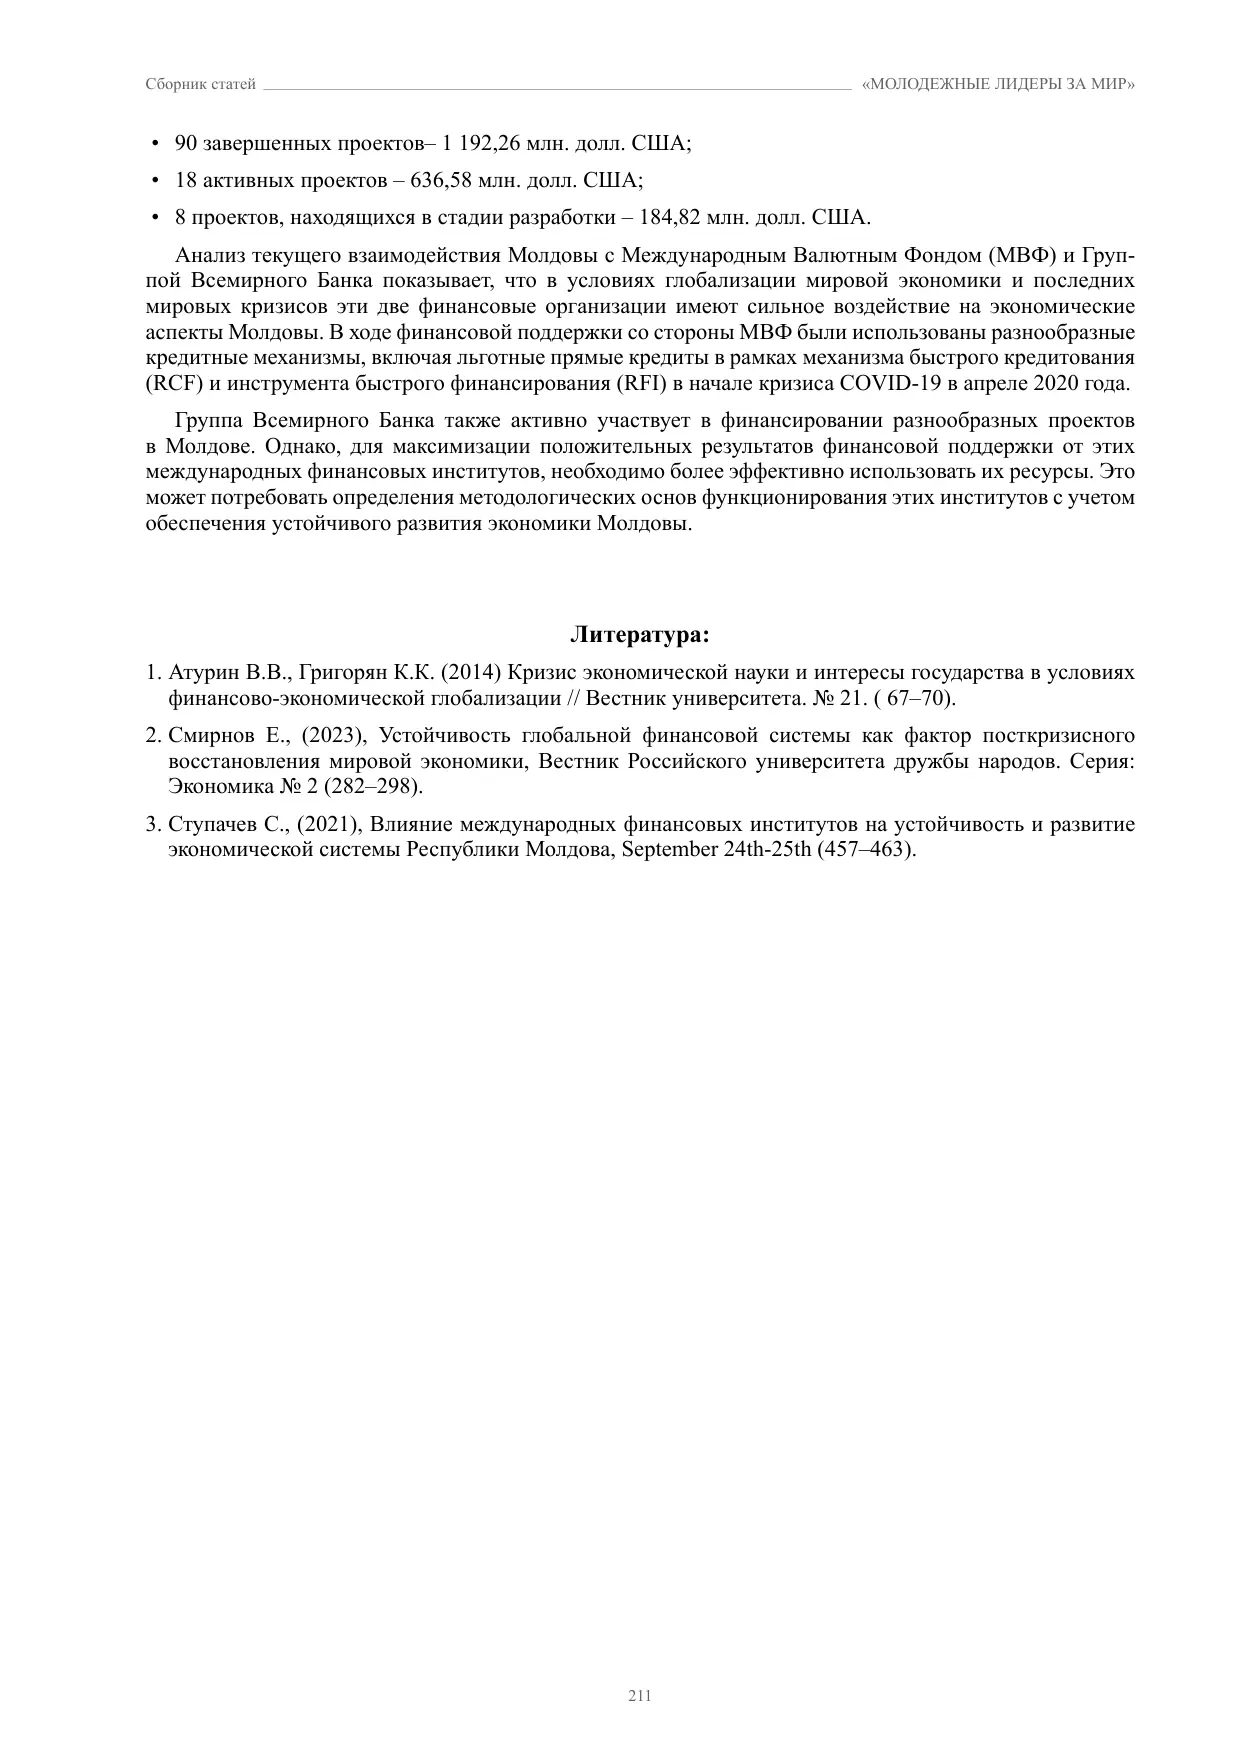 Сборник статей «МОЛОДЕЖНЫЕ ЛИДЕРЫ ЗА МИР»
• 90 завершенных проектов– 1 192,26 млн. долл. США;
• 18 активных проектов – 636,58 млн. долл. США;
• 8 проектов, находящихся в стадии разработки – 184,82 млн. долл. США.
Анализ текущего взаимодействия Молдовы с Международным Валютным Фондом (МВФ) и Груп-
пой Всемирного Банка показывает, что в условиях глобализации мировой экономики и последних
мировых кризисов эти две финансовые организации имеют сильное воздействие на экономические
аспекты Молдовы. В ходе финансовой поддержки со стороны МВФ были использованы разнообразные
кредитные механизмы, включая льготные прямые кредиты в рамках механизма быстрого кредитования
(RCF) и инструмента быстрого финансирования (RFI) в начале кризиса COVID-19 в апреле 2020 года.
Группа Всемирного Банка также активно участвует в финансировании разнообразных проектов
в Молдове. Однако, для максимизации положительных результатов финансовой поддержки от этих
международных финансовых институтов, необходимо более эффективно использовать их ресурсы. Это
может потребовать определения методологических основ функционирования этих институтов с учетом
обеспечения устойчивого развития экономики Молдовы.
Литература:
1. Атурин В.В., Григорян К.К. (2014) Кризис экономической науки и интересы государства в условиях
финансово-экономической глобализации // Вестник университета. № 21. ( 67–70).
2. Смирнов Е., (2023), Устойчивость глобальной финансовой системы как фактор посткризисного
восстановления мировой экономики, Вестник Российского университета дружбы народов. Серия:
Экономика № 2 (282–298).
3. Ступачев С., (2021), Влияние международных финансовых институтов на устойчивость и развитие
экономической системы Республики Молдова, September 24th-25th (457–463).
211